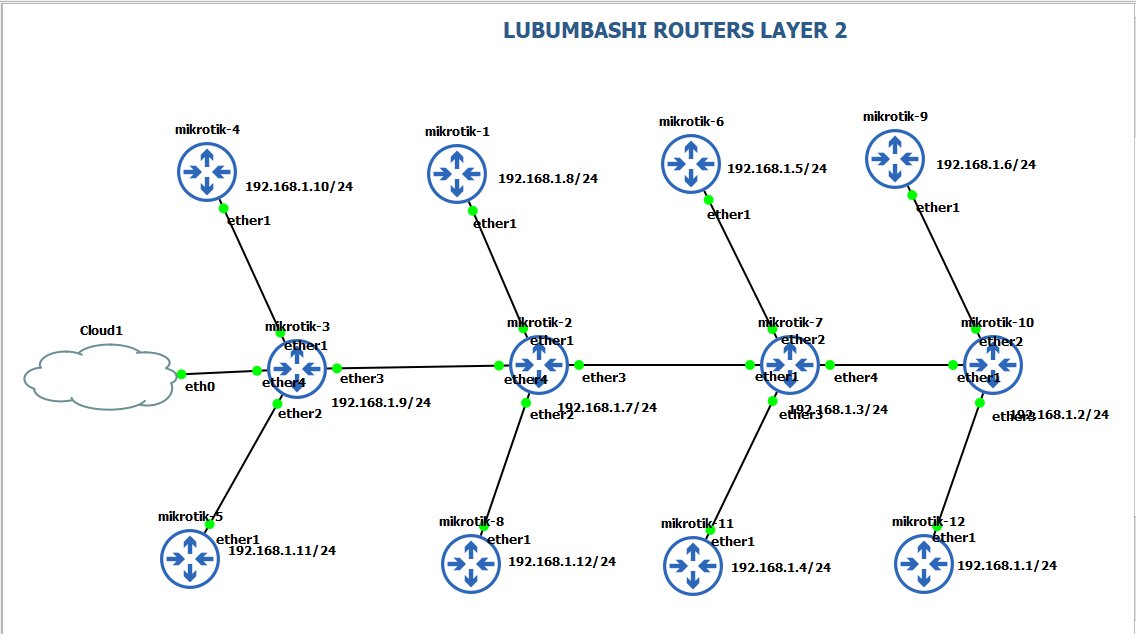 LUBUMBASHI ROUTERS LAYER 2
mikrotik-4
192.168.1.10/24
ether1
mikrotik-1
192.168.1.8/24
ether1
mikrotik-6
192.168.1.5/24
ether1
mikrotik-9
192.168.1.6/24
ether1
Cloud1
eth0
mikrotik-3
ether1
ether4
ether3
192.168.1.9/24
ether2
mikrotik-2
ether1
ether4
ether3
192.168.1.7/24
ether2
mikrotik-7
ether2
ether1
ether4
192.168.1.3/24
ether3
mikrotik-10
ether2
ether1
192.168.1.2/24
ether3
mikrotik-5
ether1
192.168.1.11/24
mikrotik-8
ether1
192.168.1.12/24
mikrotik-11
ether1
192.168.1.4/24
mikrotik-12
ether1
192.168.1.1/24